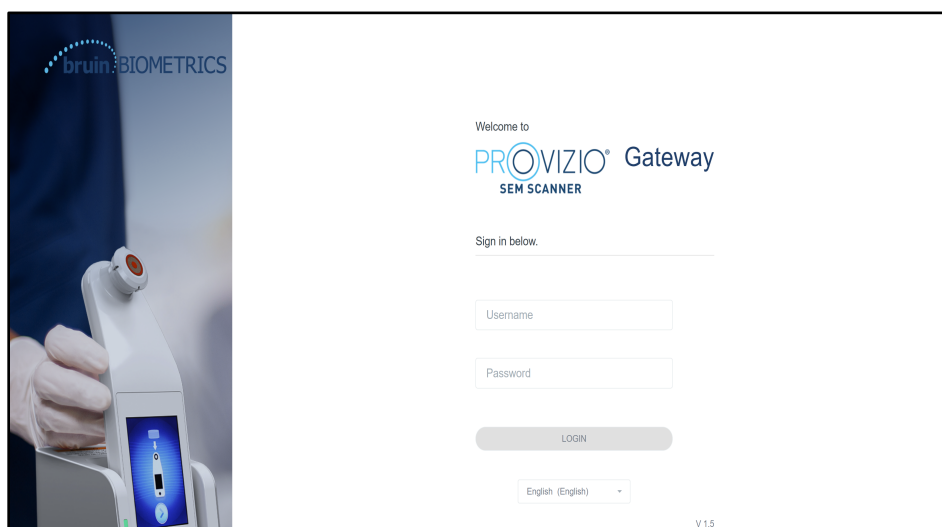 bruin BIOMETRICS
Welcome to
PROVIZIO® Gateway
SEM SCANNER
Sign in below.
Username
Password
LOGIN
English (English)
V 1.5